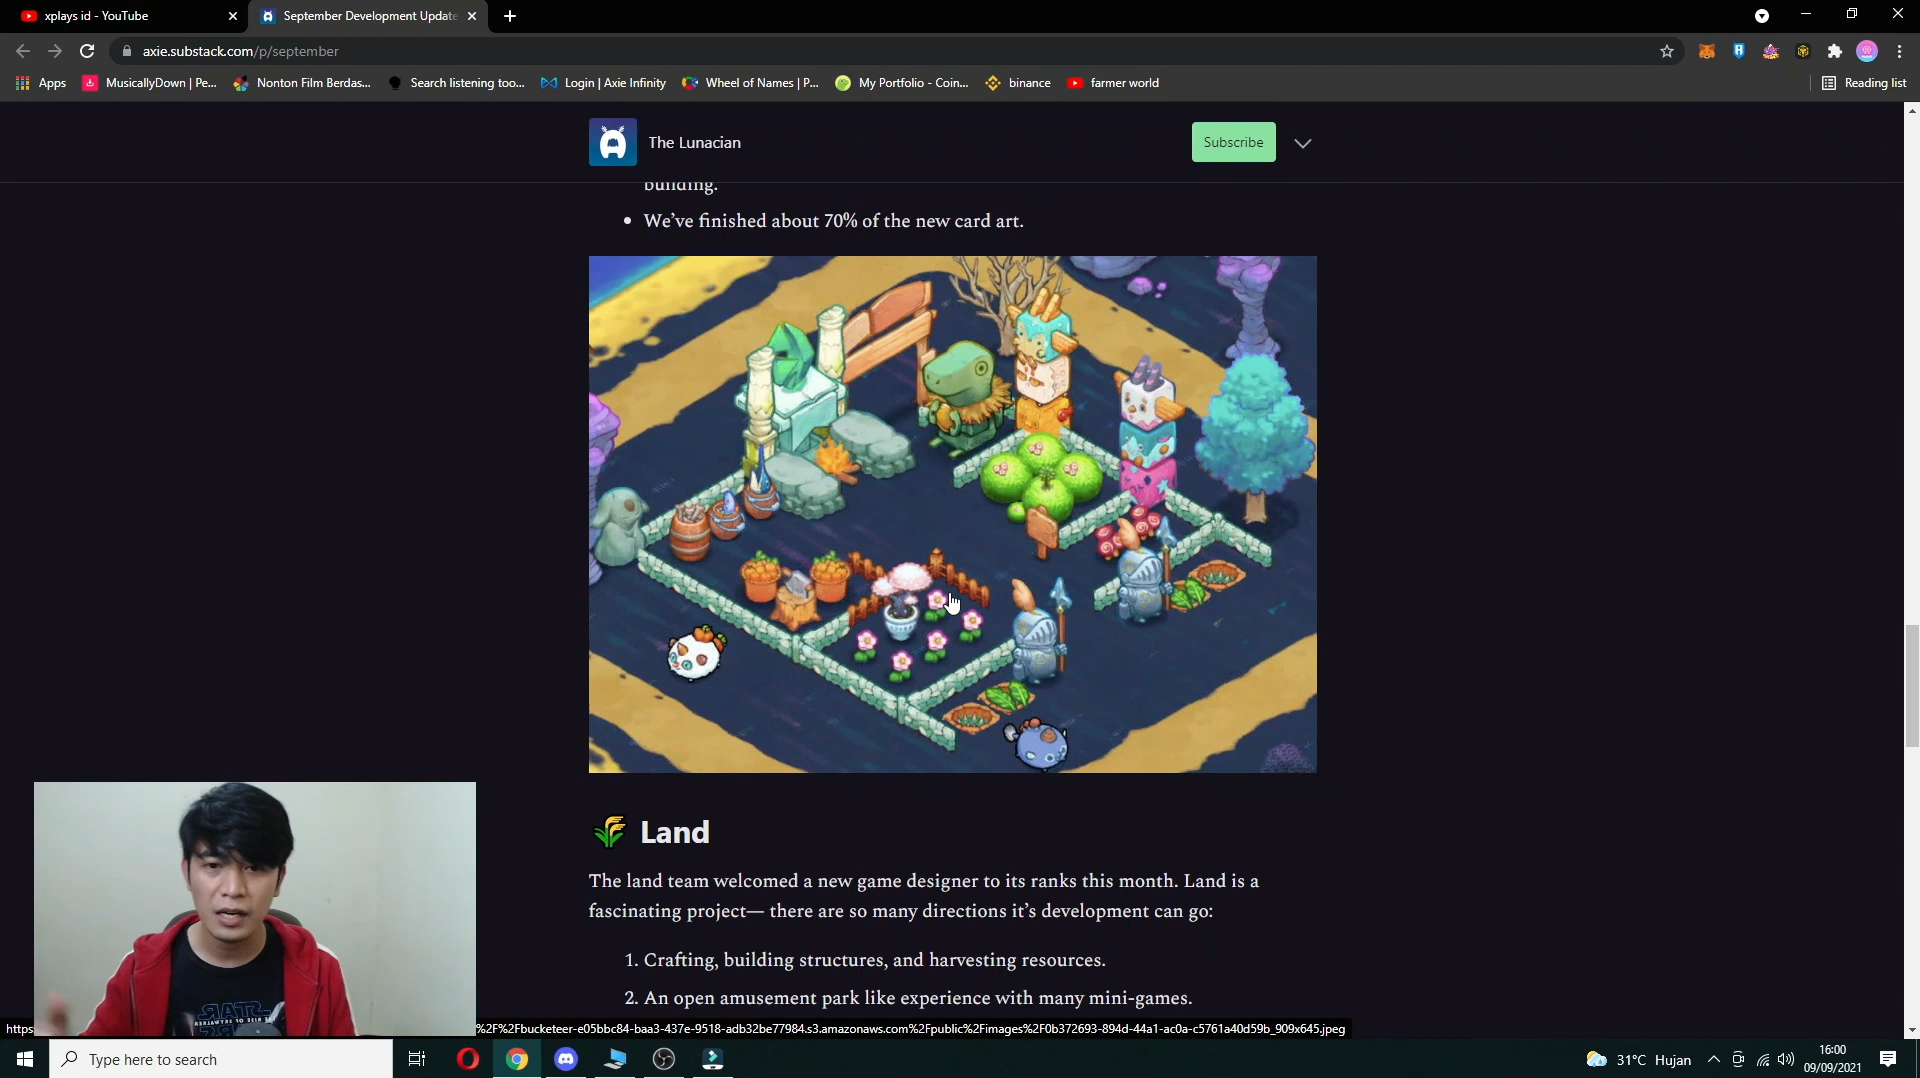 xplays id - YouTube
September Development Update
axie.substack.com/p/september
Apps
MusicallyDown | Pe...
Nonton Film Berdas...
Search listening too...
Login | Axie Infinity
Wheel of Names | P...
My Portfolio - Coin...
binance
farmer world
Reading list
The Lunacian
Subscribe
building.
• We've finished about 70% of the new card art.
Land
The land team welcomed a new game designer to its ranks this month. Land is a
fascinating project— there are so many directions it's development can go:
1. Crafting, building structures, and harvesting resources.
2. An open amusement park like experience with many mini-games.
https
%2F%2Fbucketeer-e05bbc84-baa3-437e-9518-adb32be77984.s3.amazonaws.com%2Fpublic%2Fimages%2F0b372693-894d-44a1-ac0a-c5761a40d59b_909x645.jpeg
Type here to search
31°C Hujan
16:00
09/09/2021